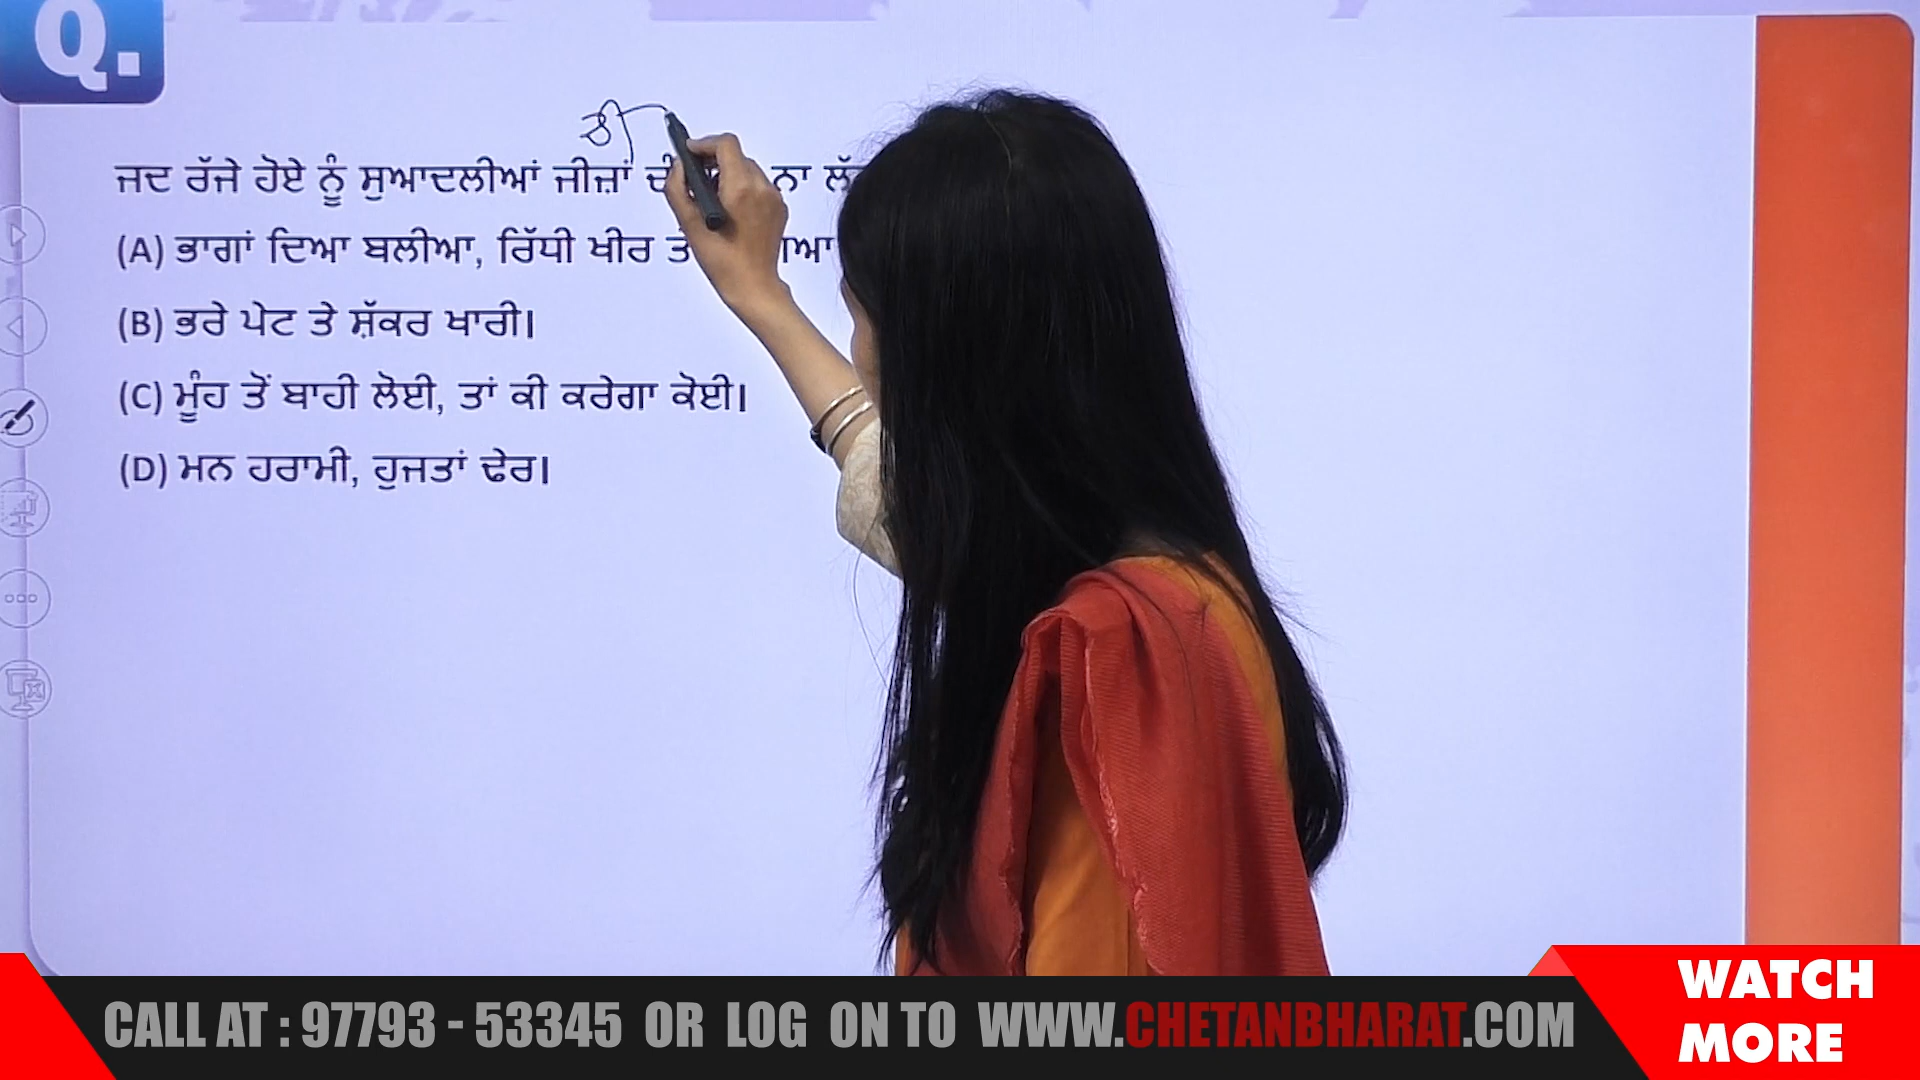 Q.
ਜਦ ਰੱਜੇ ਹੋਏ ਨੂੰ ਸੁਆਦਲੀਆਂ ਜੀਜ਼ਾਂ ਨਾ
(A) ਭਾਗਾਂ ਦਿਆ ਬਲੀਆ, ਰਿੱਧੀ ਖੀਰ
(B) ਭਰੇ ਪੇਟ ਤੇ ਸ਼ੱਕਰ ਖਾਰੀ।
(C) ਮੂੰਹ ਤੋਂ ਬਾਹੀ ਲੋਈ, ਤਾਂ ਕੀ ਕਰੇਗਾ ਕੋਈ।
(D) ਮਨ ਹਰਾਮੀ, ਹੁਜਤਾਂ ਢੇਰ।
CALL AT : 97793 - 53345 OR LOG ON TO WWW.CHETANBHARAT.COM
WATCH
MORE